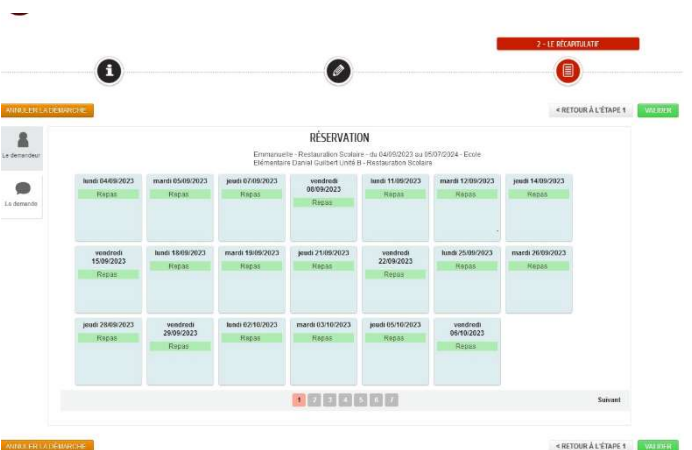 2 - LE RÉCAPITULATIF
ANNULER LA DÉMARCHE
< RETOUR À L'ÉTAPE 1
VALIDER
Le demandeur
La demande
RÉSERVATION
Emmanuelle - Restauration Scolaire - du 04/09/2023 au 05/07/2024 - Ecole
Elémentaire Daniel Guilbert Unité B - Restauration Scolaire
lundi 04/09/2023
Repas
mardi 05/09/2023
Repas
jeudi 07/09/2023
Repas
vendredi
08/09/2023
Repas
lundi 11/09/2023
Repas
mardi 12/09/2023
Repas
jeudi 14/09/2023
Repas
vendredi
15/09/2023
Repas
lundi 18/09/2023
Repas
mardi 19/09/2023
Repas
jeudi 21/09/2023
Repas
vendredi
22/09/2023
Repas
lundi 25/09/2023
Repas
mardi 26/09/2023
Repas
jeudi 28/09/2023
Repas
vendredi
29/09/2023
Repas
lundi 02/10/2023
Repas
mardi 03/10/2023
Repas
jeudi 05/10/2023
Repas
vendredi
06/10/2023
Repas
1 2 3 4 5 6 7
Suivant
ANNULER LA DÉMARCHE
< RETOUR À L'ÉTAPE 1
VALIDER